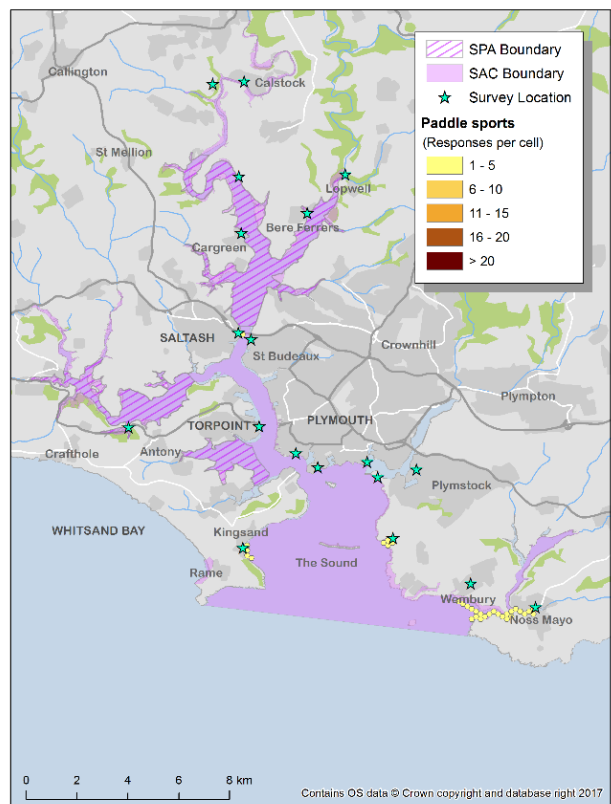 SPA Boundary
SAC Boundary
Survey Location
Paddle sports
(Responses per cell)
1 - 5
6 - 10
11 - 15
16 - 20
> 20
Callington
Calstock
St Mellion
Lopwell
Bere Ferrers
Cargreen
SALTASH
St Budeaux
Crownhill
Plympton
TORPOINT
PLYMOUTH
Crafthole
Antony
Plymstock
WHITSAND BAY
Kingsand
The Sound
Rame
Wembury
Noss Mayo
0 2 4 8 km
Contains OS data © Crown copyright and database right 2017